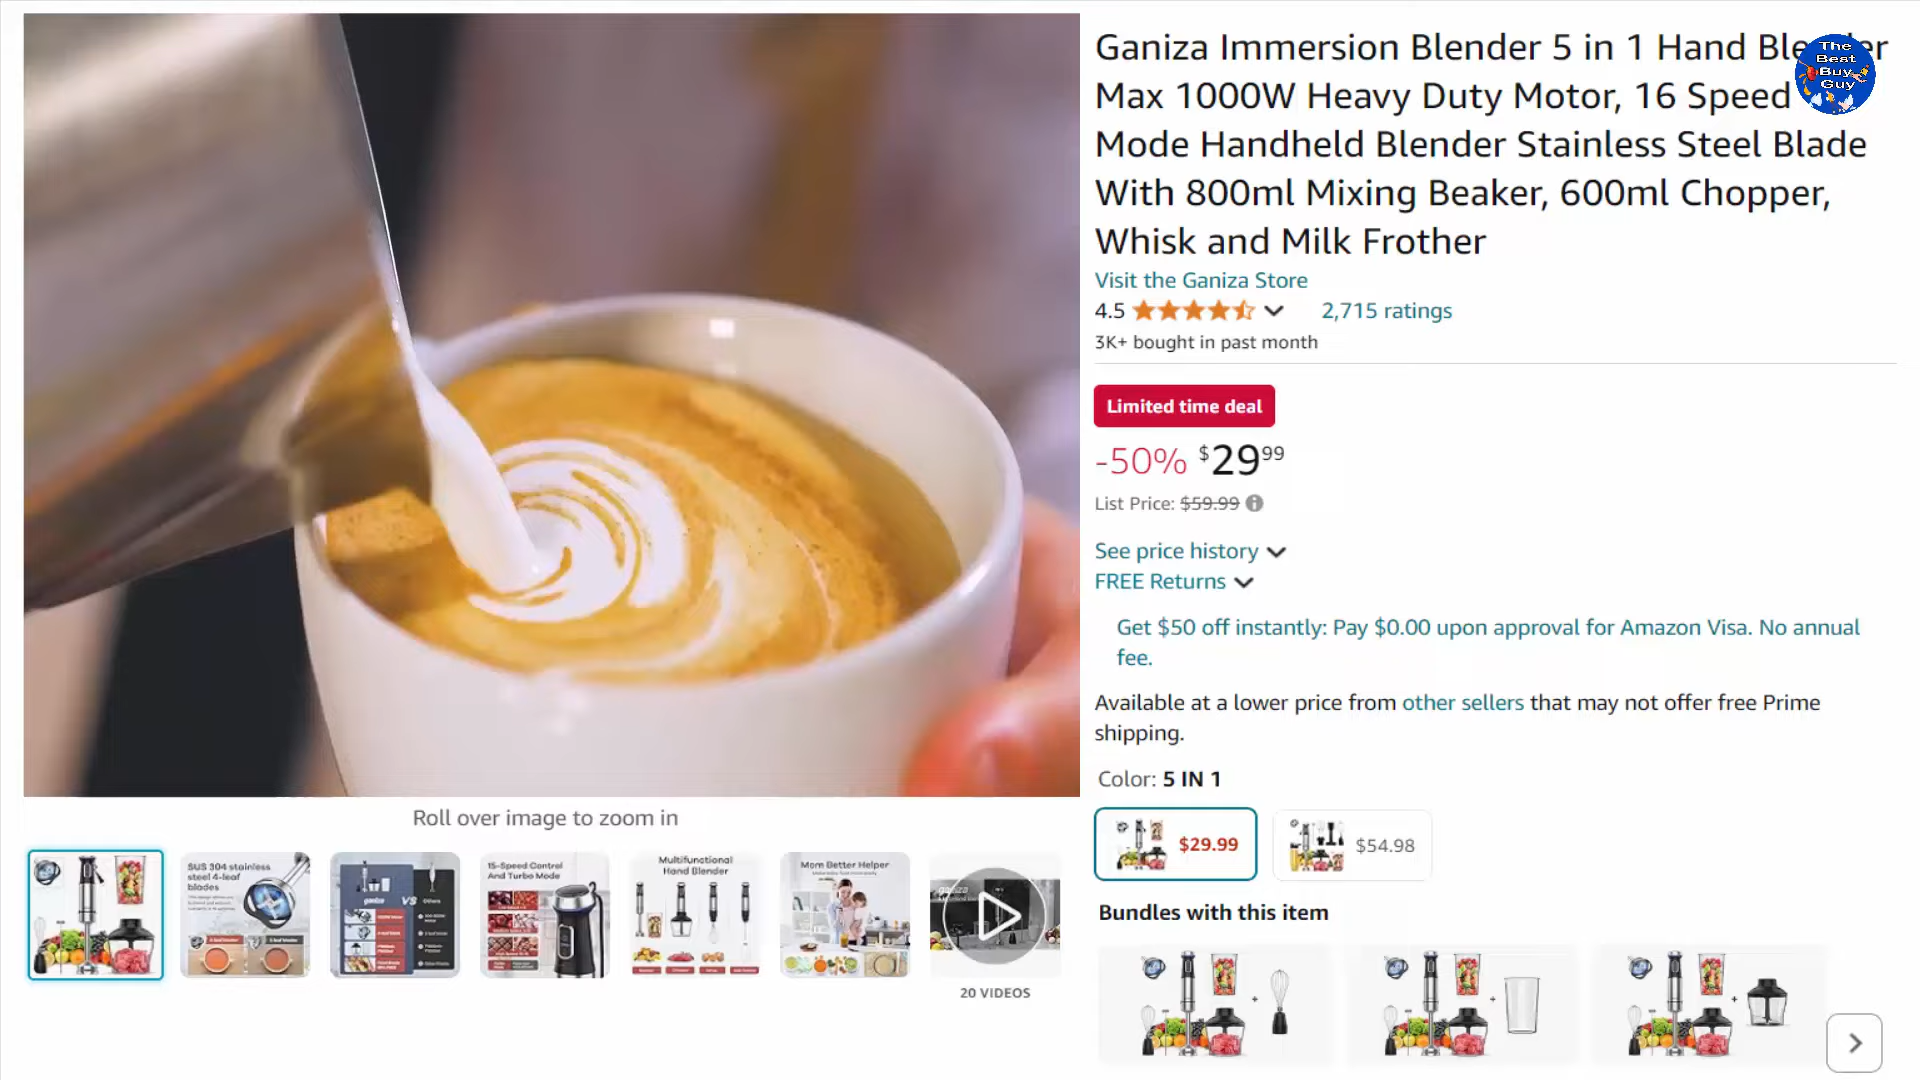 Ganiza Immersion Blender 5 in 1 Hand Blender
Max 1000W Heavy Duty Motor, 16 Speed
Mode Handheld Blender Stainless Steel Blade
With 800ml Mixing Beaker, 600ml Chopper,
Whisk and Milk Frother
The
Best
Buy
Guy
Visit the Ganiza Store
4.5
2,715 ratings
3K+ bought in past month
Limited time deal
-50% $29 99
List Price: $59.99
See price history
FREE Returns
Get $50 off instantly: Pay $0.00 upon approval for Amazon Visa. No annual
fee.
Available at a lower price from other sellers that may not offer free Prime
shipping.
Color: 5 IN 1
$29.99
$54.98
Bundles with this item
+
+
+
Roll over image to zoom in
SUS 304 stainless
steel 4-leaf
blades
ganiza VS Others
15-Speed Control
And Turbo Mode
Multifunctional
Hand Blender
Mom Better Helper
ganiza
20 VIDEOS